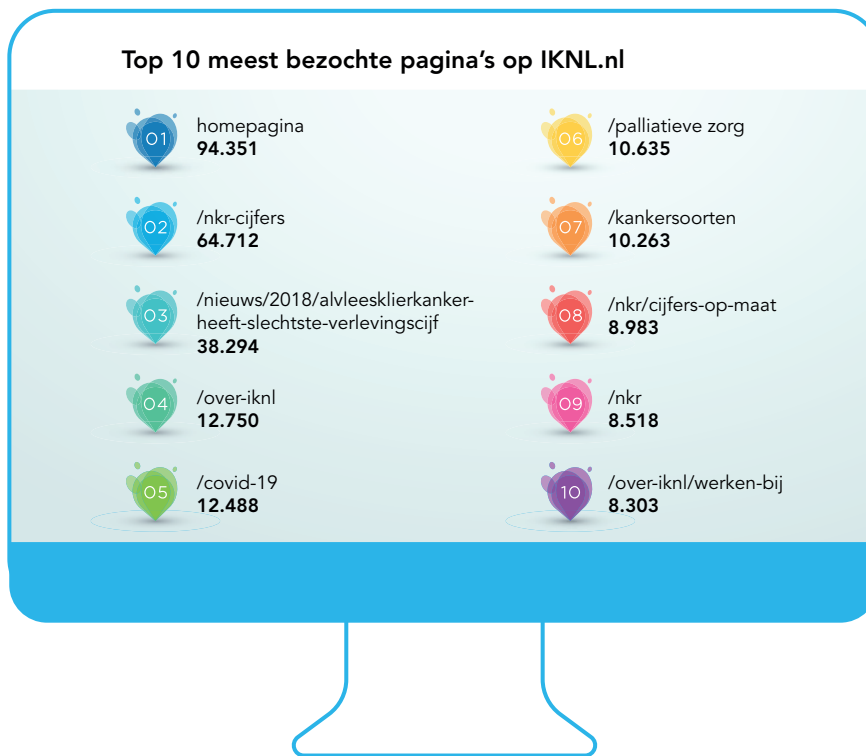 Top 10 meest bezochte pagina's op IKNL.nl
01
homepagina
94.351
02
/nkr-cijfers
64.712
03
/nieuws/2018/alvleesklierkanker-
heeft-slechtste-verlevingscijf
38.294
04
/over-iknl
12.750
05
/covid-19
12.488
06
/palliatieve zorg
10.635
07
/kankersoorten
10.263
08
/nkr/cijfers-op-maat
8.983
09
/nkr
8.518
10
/over-iknl/werken-bij
8.303